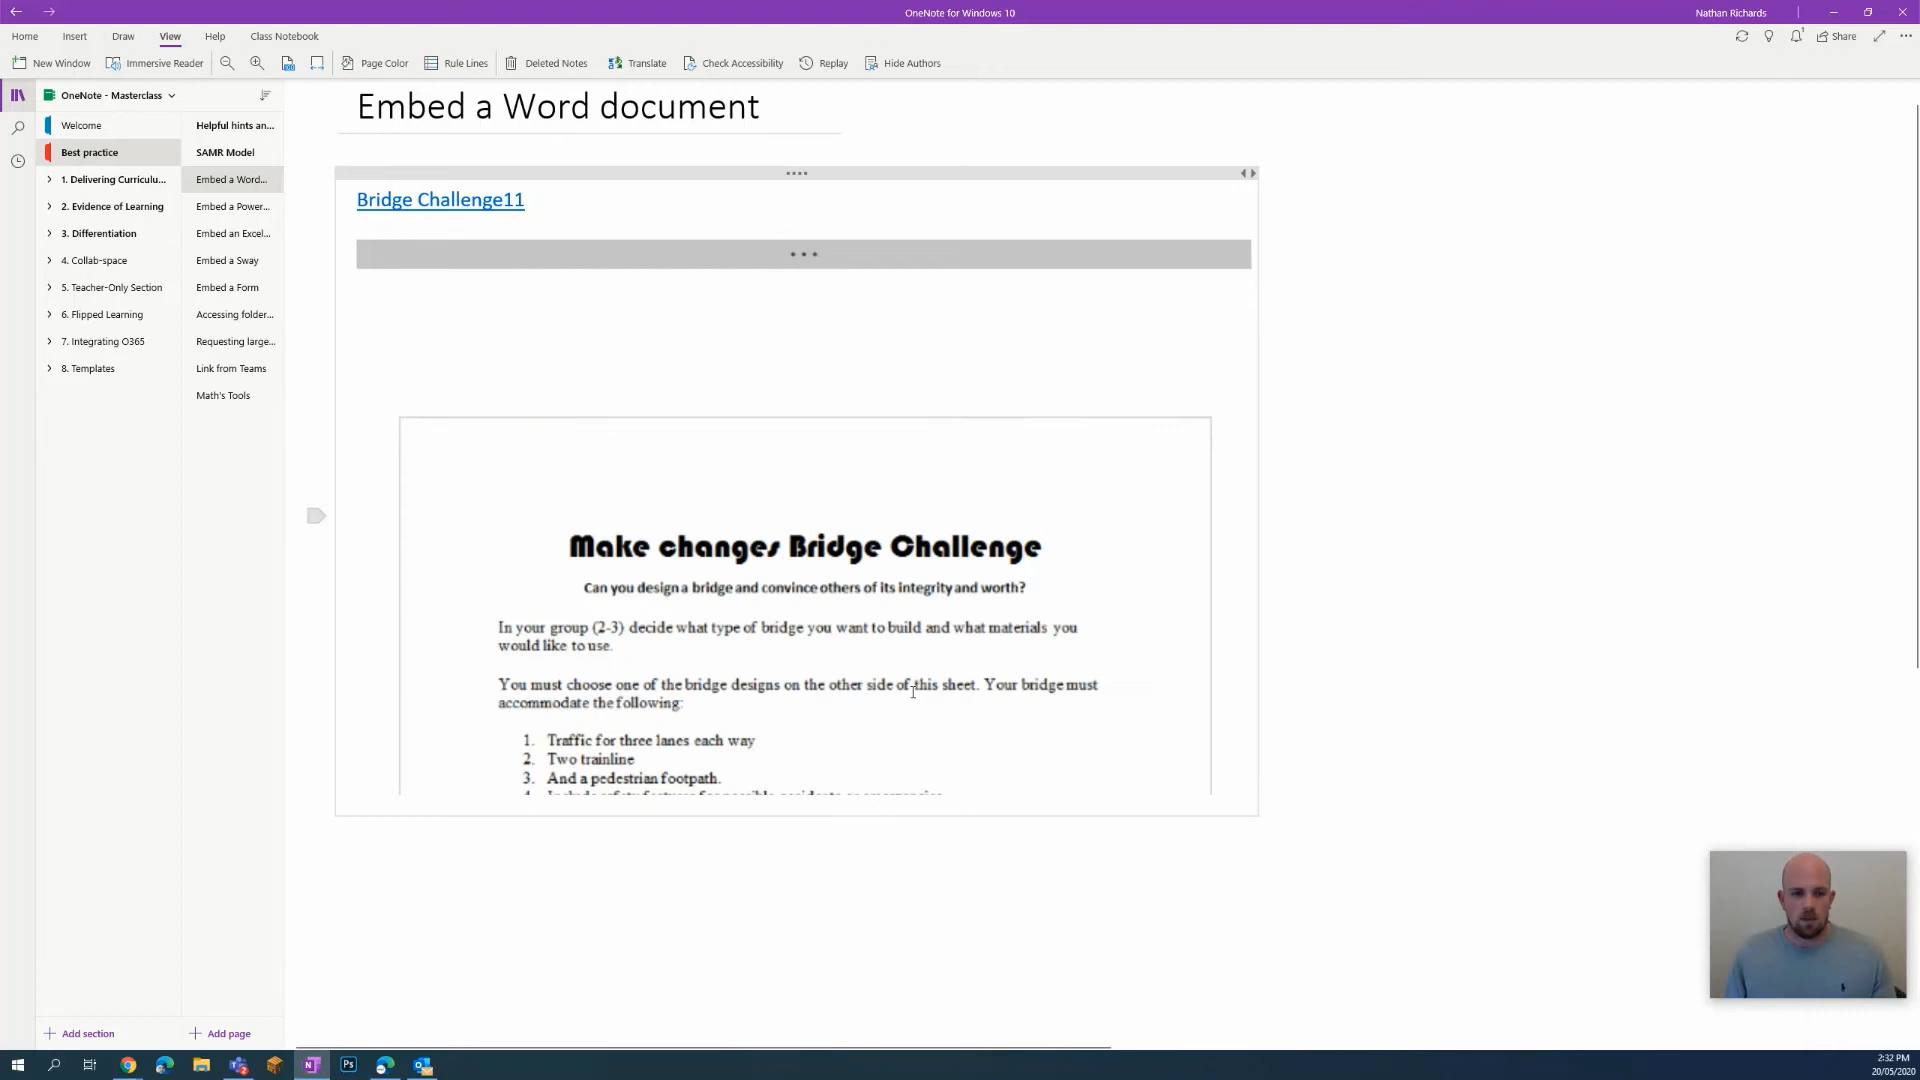 OneNote for Windows 10
Nathan Richards
Home Insert Draw View Help Class Notebook
Share
New Window Immersive Reader Page Color Rule Lines Deleted Notes Translate Check Accessibility Replay Hide Authors
OneNote - Masterclass
Welcome
Best practice
1. Delivering Curriculu...
2. Evidence of Learning
3. Differentiation
4. Collab-space
5. Teacher-Only Section
6. Flipped Learning
7. Integrating O365
8. Templates
Add section
Helpful hints an...
SAMR Model
Embed a Word...
Embed a Power...
Embed an Excel...
Embed a Sway
Embed a Form
Accessing folder...
Requesting large...
Link from Teams
Math's Tools
Add page
Embed a Word document
Bridge Challenge11
Make changes Bridge Challenge
Can you design a bridge and convince others of its integrity and worth?
In your group (2-3) decide what type of bridge you want to build and what materials you
would like to use.
You must choose one of the bridge designs on the other side of this sheet. Your bridge must
accommodate the following:
1. Traffic for three lanes each way
2. Two trainline
3. And a pedestrian footpath.
2:32 PM
20/05/2020